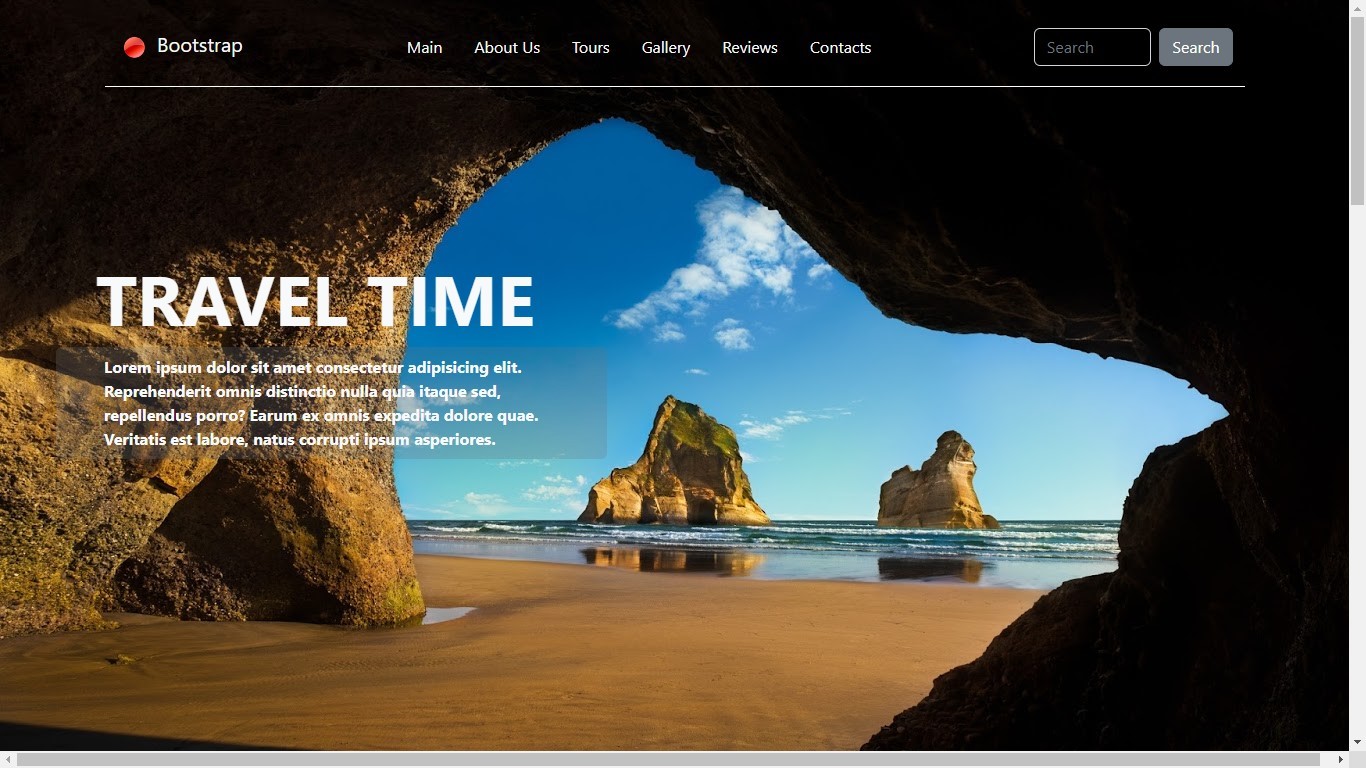 Bootstrap
Main
About Us
Tours
Gallery
Reviews
Contacts
Search
Search
TRAVEL TIME
Lorem ipsum dolor sit amet consectetur adipisicing elit.
Reprehenderit omnis distinctio nulla quia itaque sed,
repellendus porro? Earum ex omnis expedita dolore quae.
Veritatis est labore, natus corrupti ipsum asperiores.